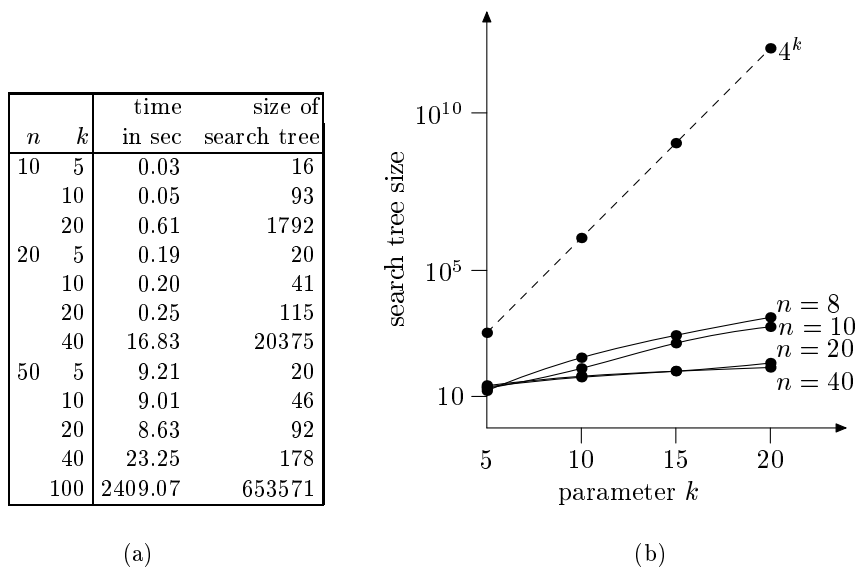 time size of
n k in sec search tree
10 5 0.03 16
10 0.05 93
20 0.61 1792
20 5 0.19 20
10 0.20 41
20 0.25 115
40 16.83 20375
50 5 9.21 20
10 9.01 46
20 8.63 92
40 23.25 178
100 2409.07 653571
(a)
search tree size
10^10
10^5
10
4^k
n = 8
n = 10
n = 20
n = 40
5 10 15 20
parameter k
(b)